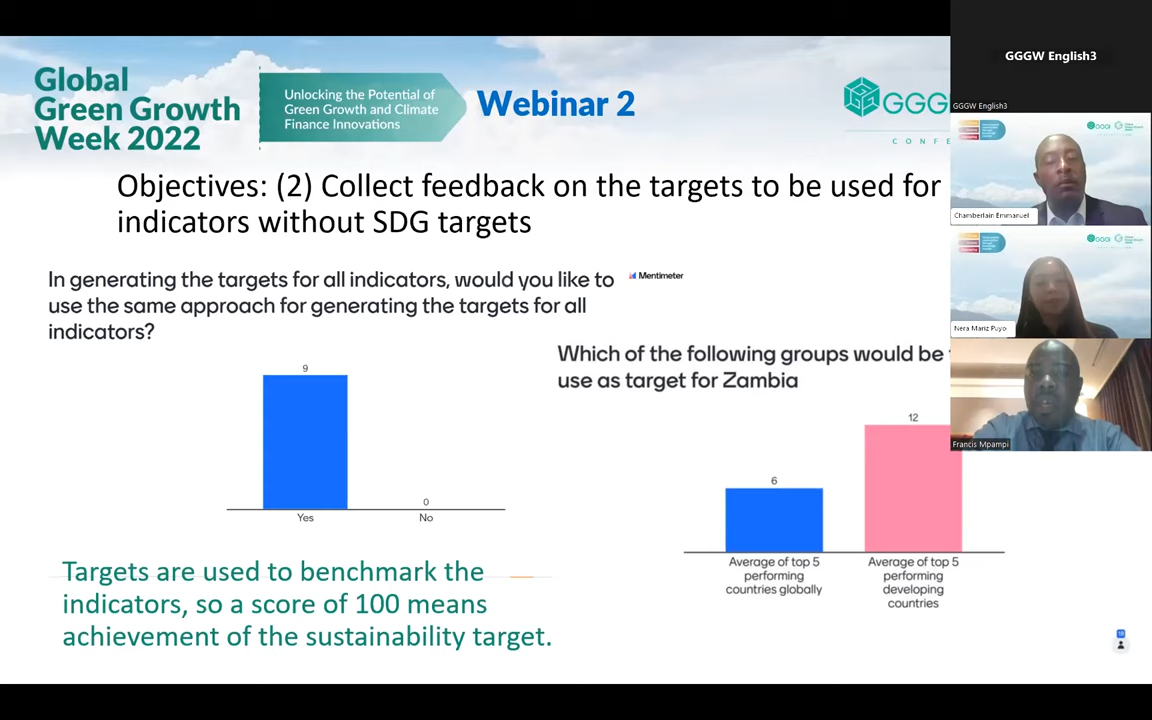 Global
Green Growth
Week 2022
Unlocking the Potential of
Green Growth and Climate
Finance Innovations
Webinar 2
GGG
CONFE
Objectives: (2) Collect feedback on the targets to be used for
indicators without SDG targets
In generating the targets for all indicators, would you like to
use the same approach for generating the targets for all
indicators?
Mentimeter
9
0
Yes
No
Targets are used to benchmark the
indicators, so a score of 100 means
achievement of the sustainability target.
Which of the following groups would be
use as target for Zambia
6
12
Average of top 5
performing
countries globally
Average of top 5
performing
developing
countries
GGGW English3
GGGW English3
GGGI
Chamberlain Emmanuel
GGGI
Nera Mariz Puyo
Francis Mpampi